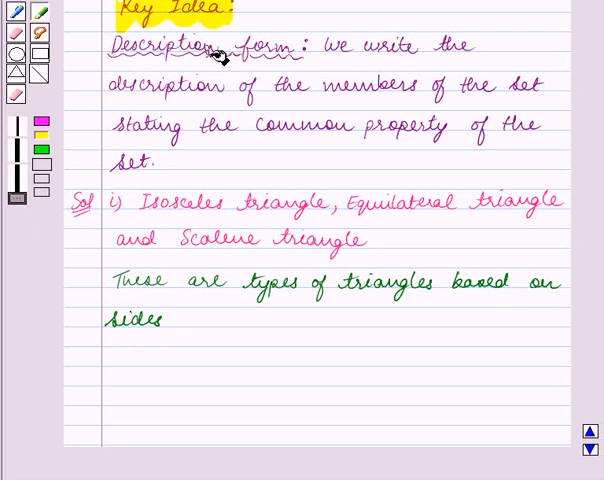 Key Idea:
Description form: We write the
description of the members of the set
stating the common property of the
set.
Sol i) Isosceles triangle, Equilateral triangle
and Scalene triangle
These are types of triangles based on
sides